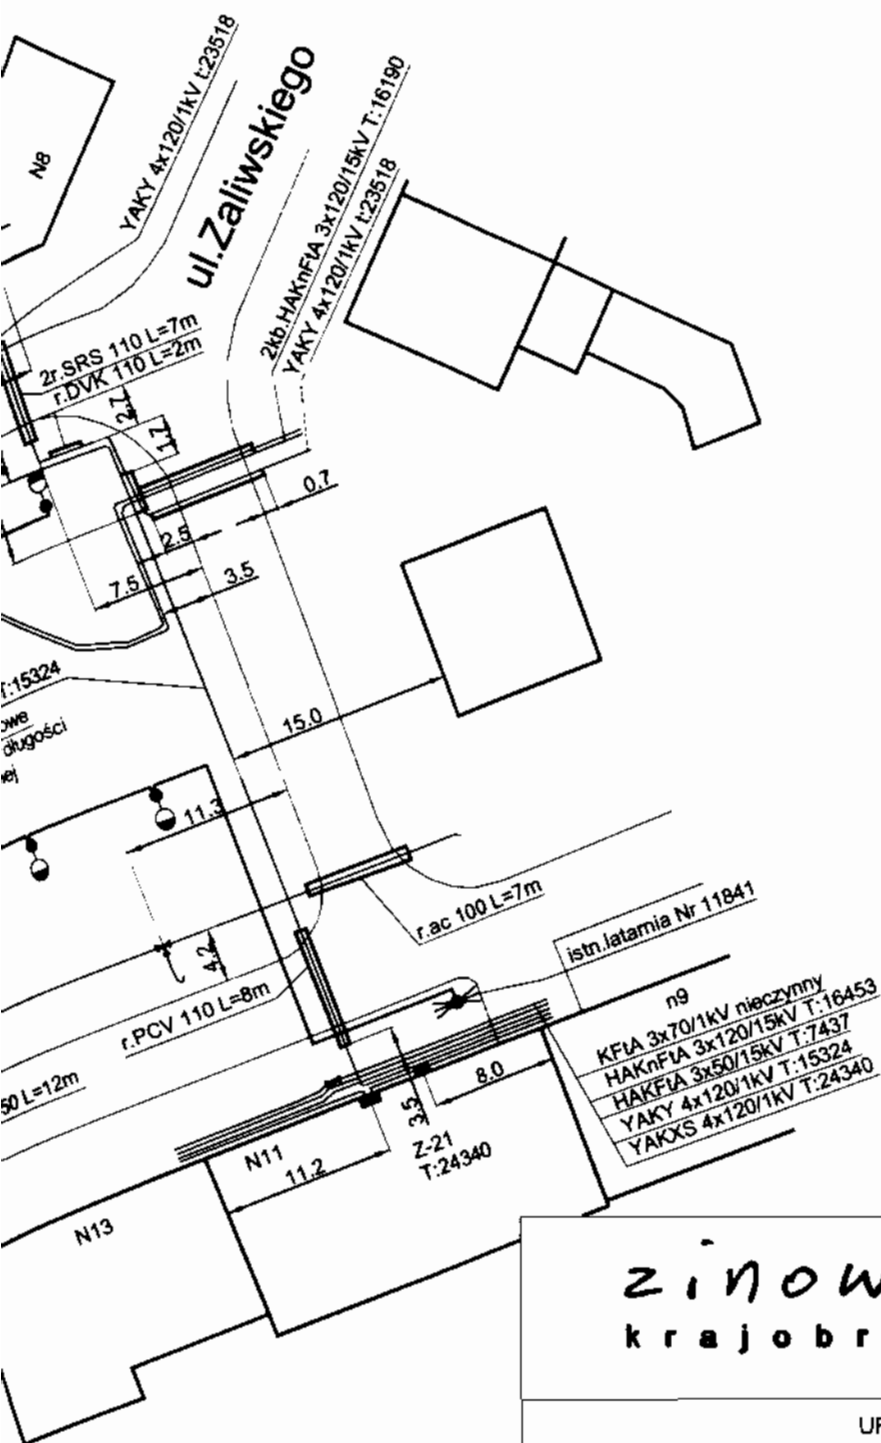 YAKY 4x120/1kV t:23518
ul.Zaliwskiego
2kb.HAKnFtA 3x120/15kV T:16190
YAKY 4x120/1kV t:23518
N8
2r.SRS 110 L=7m
r.DVK 110 L=2m
2.7
1.7
0.7
2.5
7.5
3.5
T:15324
długości
15.0
11.3
r.ac 100 L=7m
4.2
istn.latarnia Nr 11841
r.PCV 110 L=8m
n9
KFtA 3x70/1kV nieczynny
HAKnFtA 3x120/15kV T:16453
HAKFtA 3x50/15kV T:7437
YAKY 4x120/1kV T:15324
YAKXS 4x120/1kV T:24340
50 L=12m
8.0
3.5
Z-21
T:24340
N11
11.2
N13
zinow
krajobr